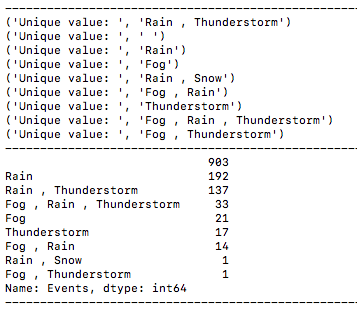 ('Unique value: ', 'Rain , Thunderstorm')
('Unique value: ', ' ')
('Unique value: ', 'Rain')
('Unique value: ', 'Fog')
('Unique value: ', 'Rain , Snow')
('Unique value: ', 'Fog , Rain')
('Unique value: ', 'Thunderstorm')
('Unique value: ', 'Fog , Rain , Thunderstorm')
('Unique value: ', 'Fog , Thunderstorm')
903
Rain 192
Rain , Thunderstorm 137
Fog , Rain , Thunderstorm 33
Fog 21
Thunderstorm 17
Fog , Rain 14
Rain , Snow 1
Fog , Thunderstorm 1
Name: Events, dtype: int64